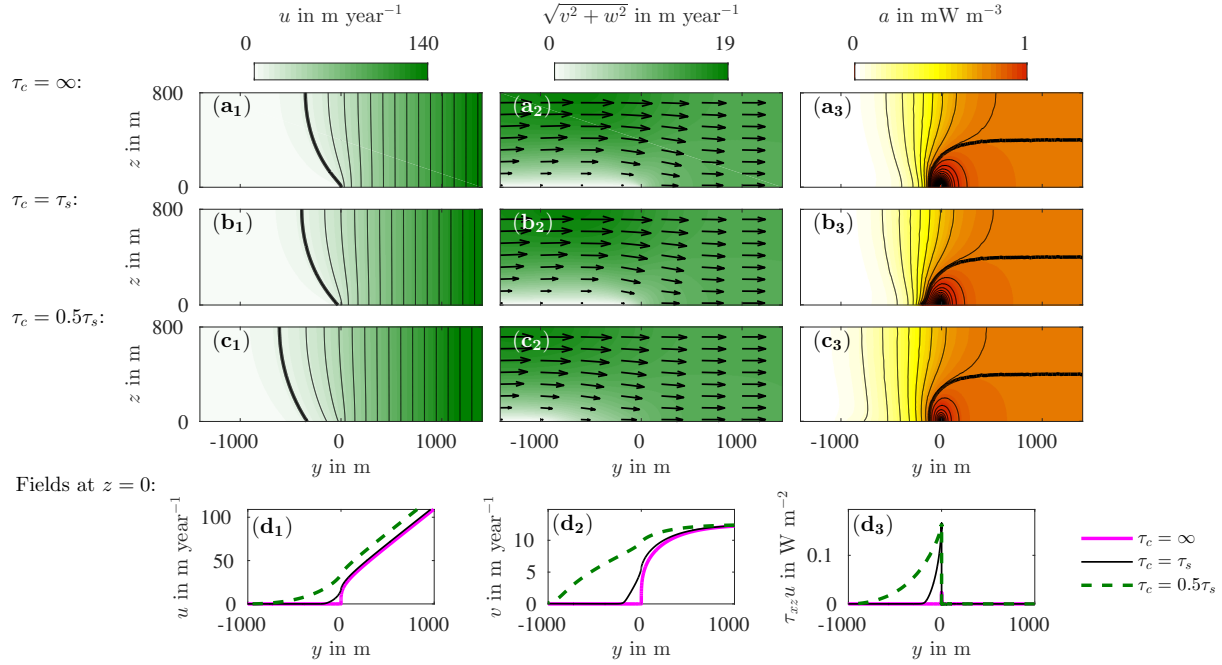 u in m year⁻¹ √(v² + w²) in m year⁻¹ a in mW m⁻³
0 140 0 19 0 1
τc = ∞:
800 (a₁) (a₂) (a₃)
z in m
0
τc = τs:
800 (b₁) (b₂) (b₃)
z in m
0
τc = 0.5τs:
800 (c₁) (c₂) (c₃)
z in m
0
-1000 0 1000 -1000 0 1000 -1000 0 1000
y in m y in m y in m
Fields at z = 0:
u in m year⁻¹ 100 50 0 (d₁)
v in m year⁻¹ 10 5 0 (d₂)
τxzu in W m⁻² 0.1 0 (d₃)
τc = ∞
τc = τs
τc = 0.5τs
-1000 0 1000 -1000 0 1000 -1000 0 1000
y in m y in m y in m